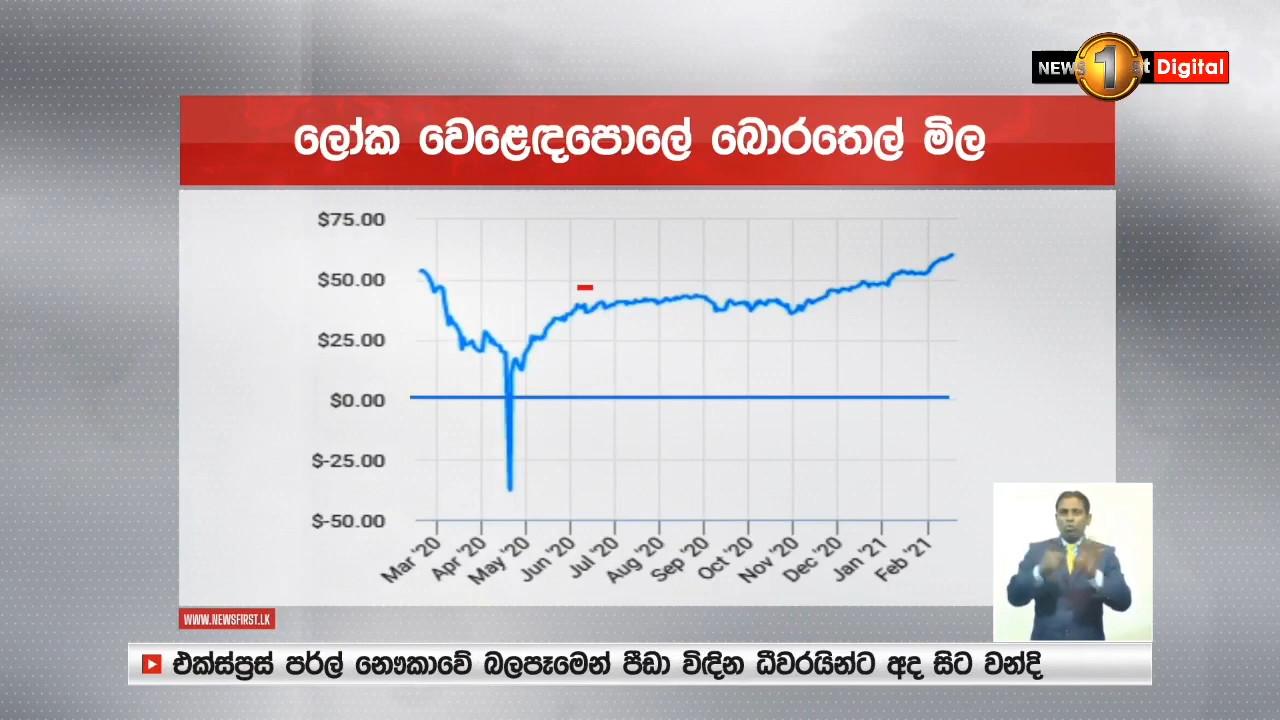 NEWS 1st Digital
ලෝක වෙළෙඳපොලේ බොරතෙල් මිල
$75.00
$50.00
$25.00
$0.00
$-25.00
$-50.00
Mar '20 Apr '20 May '20 Jun '20 Jul '20 Aug '20 Sep '20 Oct '20 Nov '20 Dec '20 Jan '21 Feb '21
WWW.NEWSFIRST.LK
එක්ස්ප්‍රස් පර්ල් නෞකාවේ බලපෑමෙන් පීඩා විඳින ධීවරයින්ට අද සිට වන්දි